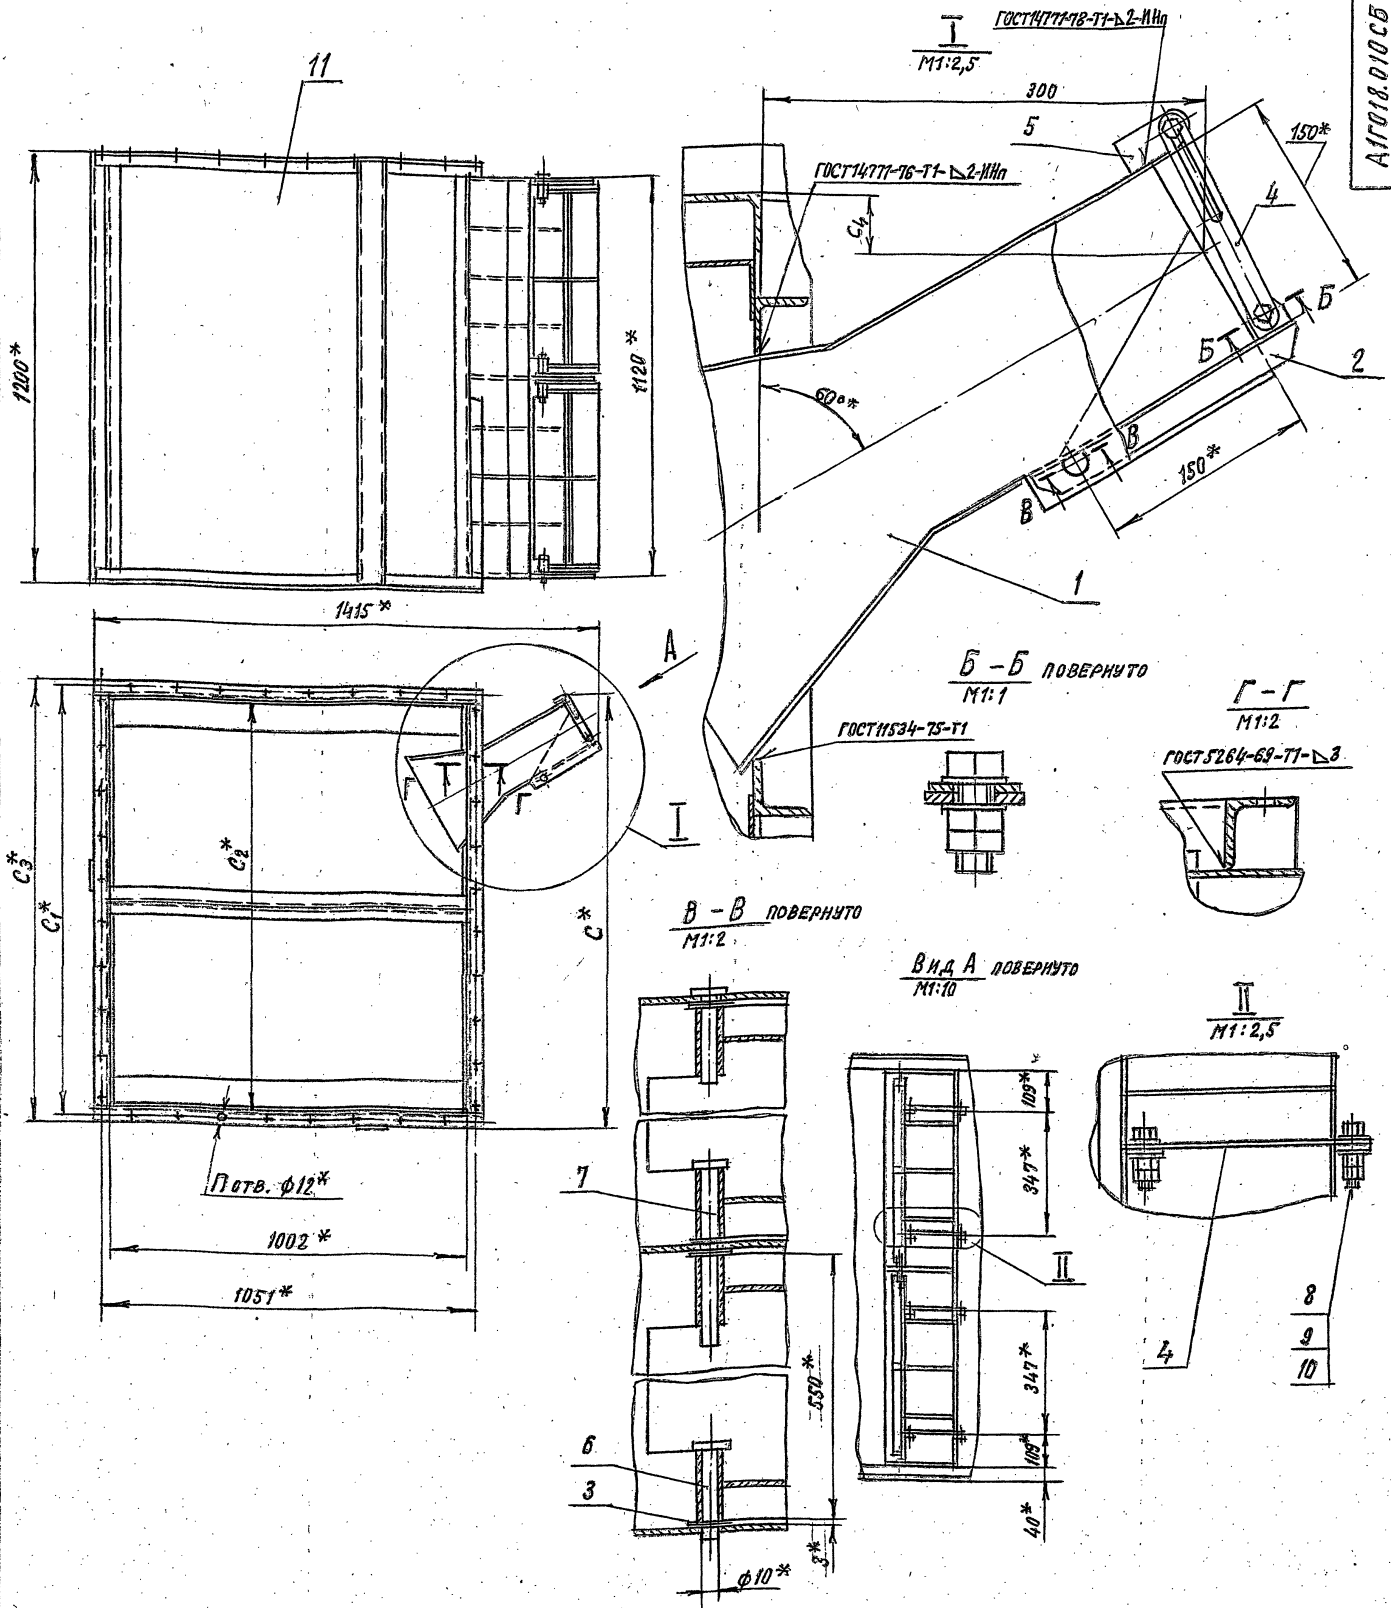 А1Г018.010СБ
I
М1:2,5
ГОСТ14771-76-Т1-⊿2-ИНп
300
5
150*
ГОСТ14771-76-Т1-⊿2-ИНп
С4
4
Б
Б
2
60°*
В
В
150*
1
11
1200*
1120*
1415*
А
С3*
С1*
С2*
С*
Г
Г
I
П отв. ф12*
1002*
1051*
ГОСТ11534-75-Т1
Б - Б ПОВЕРНУТО
М1:1
Г - Г
М1:2
ГОСТ5264-69-Т1-⊿3
В - В ПОВЕРНУТО
М1:2
7
550*
6
3
3*
ф10*
Вид А ПОВЕРНУТО
М1:10
109*
347*
II
347*
109*
40*
II
М1:2,5
4
8
9
10